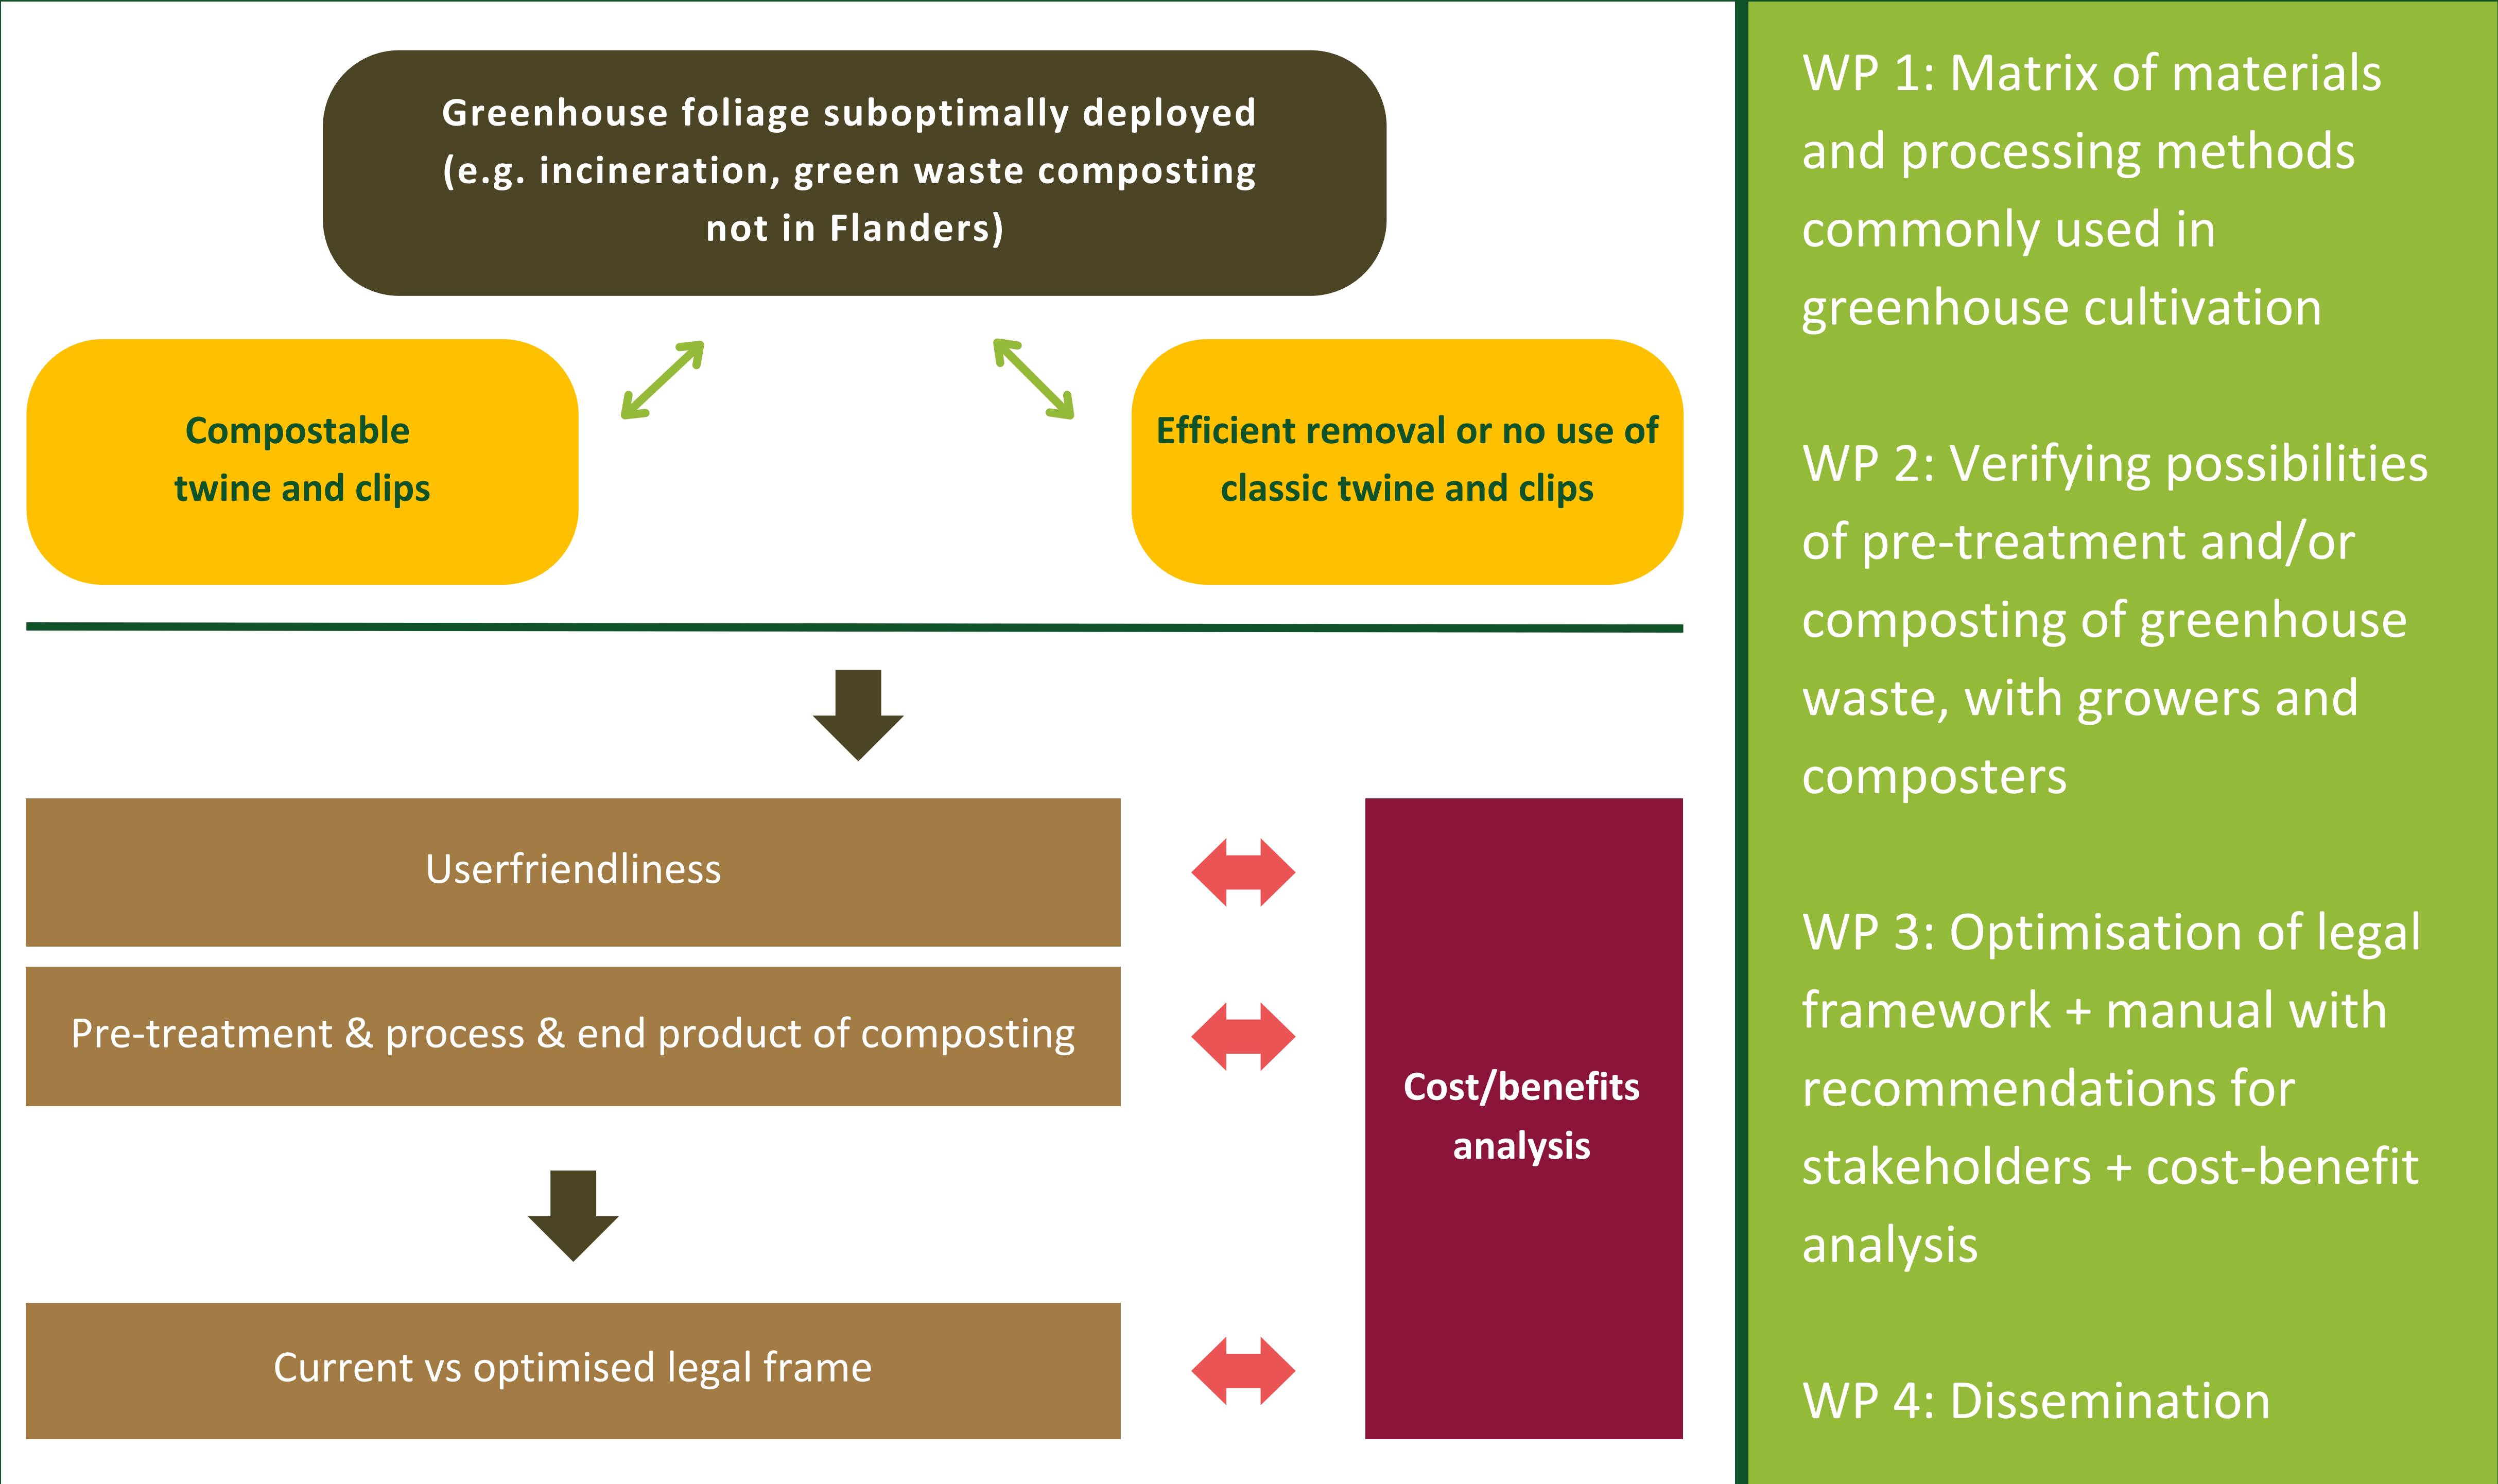 Greenhouse foliage suboptimally deployed
(e.g. incineration, green waste composting
not in Flanders)
Compostable
twine and clips
Efficient removal or no use of
classic twine and clips
Userfriendliness
Pre-treatment & process & end product of composting
Current vs optimised legal frame
Cost/benefits
analysis
WP 1: Matrix of materials
and processing methods
commonly used in
greenhouse cultivation
WP 2: Verifying possibilities
of pre-treatment and/or
composting of greenhouse
waste, with growers and
composters
WP 3: Optimisation of legal
framework + manual with
recommendations for
stakeholders + cost-benefit
analysis
WP 4: Dissemination